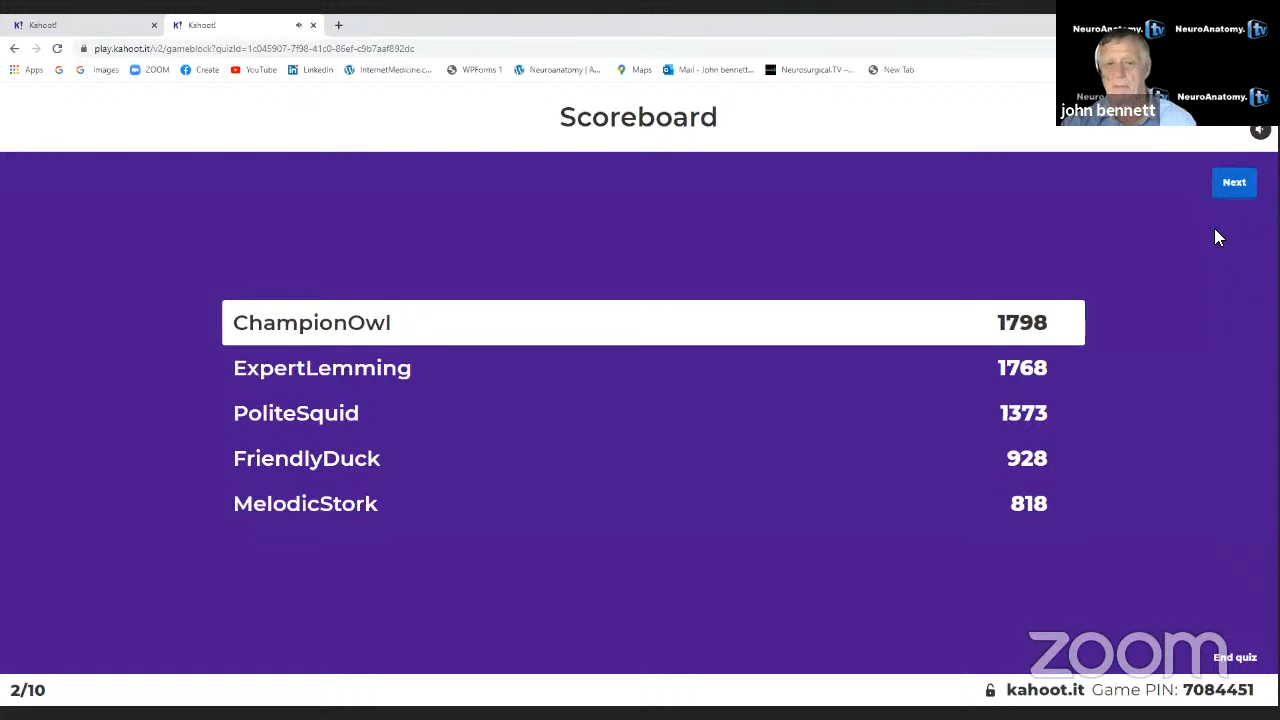 Kahoot!
Kahoot!
play.kahoot.it/v2/gameblock?quizId=1c045907-7f98-41c0-86ef-c9b7aaf892dc
Apps Images ZOOM Create YouTube LinkedIn InternetMedicine.c... WPForms 1 Neuroanatomy | A... Maps Mail - John bennett... Neurosurgical.TV –... New Tab
NeuroAnatomy.tv NeuroAnatomy.tv
NeuroAnatomy.tv
john bennett
Scoreboard
Next
ChampionOwl 1798
ExpertLemming 1768
PoliteSquid 1373
FriendlyDuck 928
MelodicStork 818
zoom
End quiz
2/10
kahoot.it Game PIN: 7084451